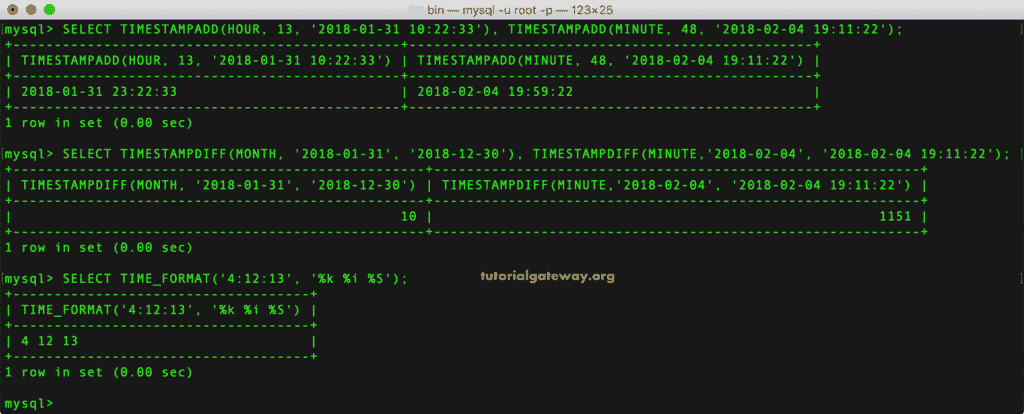 bin — mysql -u root -p — 123×25
mysql> SELECT TIMESTAMPADD(HOUR, 13, '2018-01-31 10:22:33'), TIMESTAMPADD(MINUTE, 48, '2018-02-04 19:11:22');
+-----------------------------------------------+-------------------------------------------------+
| TIMESTAMPADD(HOUR, 13, '2018-01-31 10:22:33') | TIMESTAMPADD(MINUTE, 48, '2018-02-04 19:11:22') |
+-----------------------------------------------+-------------------------------------------------+
| 2018-01-31 23:22:33                           | 2018-02-04 19:59:22                             |
+-----------------------------------------------+-------------------------------------------------+
1 row in set (0.00 sec)
mysql> SELECT TIMESTAMPDIFF(MONTH, '2018-01-31', '2018-12-30'), TIMESTAMPDIFF(MINUTE,'2018-02-04', '2018-02-04 19:11:22');
+--------------------------------------------------+-----------------------------------------------------------+
| TIMESTAMPDIFF(MONTH, '2018-01-31', '2018-12-30') | TIMESTAMPDIFF(MINUTE,'2018-02-04', '2018-02-04 19:11:22') |
+--------------------------------------------------+-----------------------------------------------------------+
|                                               10 |                                                      1151 |
+--------------------------------------------------+-----------------------------------------------------------+
1 row in set (0.00 sec)
mysql> SELECT TIME_FORMAT('4:12:13', '%k %i %S');
tutorialgateway.org
+------------------------------------+
| TIME_FORMAT('4:12:13', '%k %i %S') |
+------------------------------------+
| 4 12 13                            |
+------------------------------------+
1 row in set (0.00 sec)
mysql>